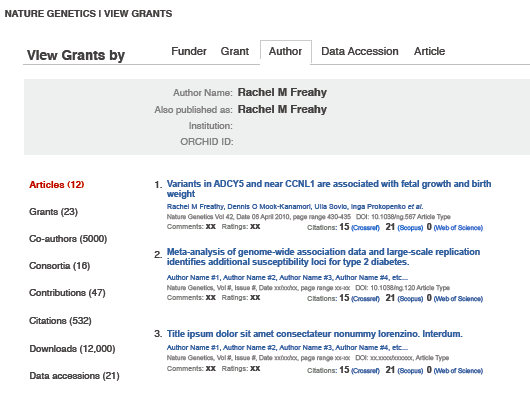 NATURE GENETICS I VIEW GRANTS
View Grants by Funder Grant Author Data Accession Article
Author Name: Rachel M Freahy
Also published as: Rachel M Freahy
Institution:
ORCHID ID:
Articles (12)
Grants (23)
Co-authors (5000)
Consortia (16)
Contributions (47)
Citations (532)
Downloads (12,000)
Data accessions (21)
1. Variants in ADCY5 and near CCNL1 are associated with fetal growth and birth
weight
Rachel M Freathy, Dennis O Mook-Kanamori, Ulla Sovio, Inga Prokopenko et al.
Nature Genetics Vol 42, Date 06 April 2010, page range 430-435 DOI: 10.1038/ng.567 Article Type
Comments: xx Ratings: xx Citations: 15 (Crossref) 21 (Scopus) 0 (Web of Science)
2. Meta-analysis of genome-wide association data and large-scale replication
identifies additional susceptibility loci for type 2 diabetes.
Author Name #1, Author Name #2, Author Name #3, Author Name #4, etc...
Nature Genetics, Vol #, Issue #, Date xx/xx/xx, page range xx-xx DOI: 10.1038/ng.120 Article Type
Comments: xx Ratings: xx Citations: 15 (Crossref) 21 (Scopus) 0 (Web of Science)
3. Title ipsum dolor sit amet consectateur nonummy lorenzino. Interdum.
Author Name #1, Author Name #2, Author Name #3, Author Name #4, etc...
Nature Genetics, Vol #, Issue #, Date xx/xx/xx, page range xx-xx DOI: xx.xxxx/xxxxxx, Article Type
Comments: xx Ratings: xx Citations: 15 (Crossref) 21 (Scopus) 0 (Web of Science)